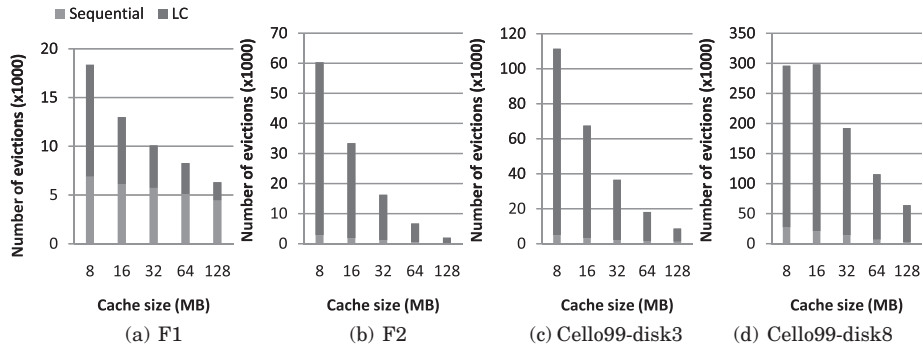 Sequential LC
Number of evictions (x1000)
20
15
10
5
0
8 16 32 64 128
Cache size (MB)
(a) F1
Number of evictions (x1000)
70
60
50
40
30
20
10
0
8 16 32 64 128
Cache size (MB)
(b) F2
Number of evictions (x1000)
120
100
80
60
40
20
0
8 16 32 64 128
Cache size (MB)
(c) Cello99-disk3
Number of evictions (x1000)
350
300
250
200
150
100
50
0
8 16 32 64 128
Cache size (MB)
(d) Cello99-disk8